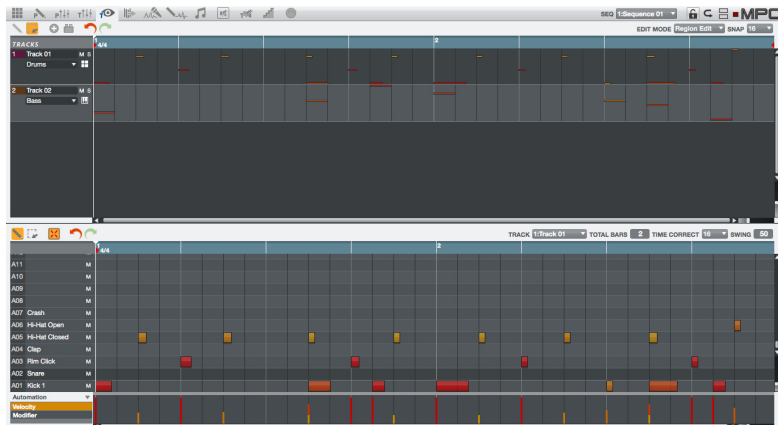 SEQ 1:Sequence 01 MPC
EDIT MODE Region Edit SNAP 16
TRACKS 1 2
4/4
1 Track 01 M S
Drums
2 Track 02 M S
Bass
TRACK 1:Track 01 TOTAL BARS 2 TIME CORRECT 16 SWING 50
1 2
4/4
A11 M
A10 M
A09 M
A08 M
A07 Crash M
A06 Hi-Hat Open M
A05 Hi-Hat Closed M
A04 Clap M
A03 Rim Click M
A02 Snare M
A01 Kick 1 M
Automation
Velocity
Modifier